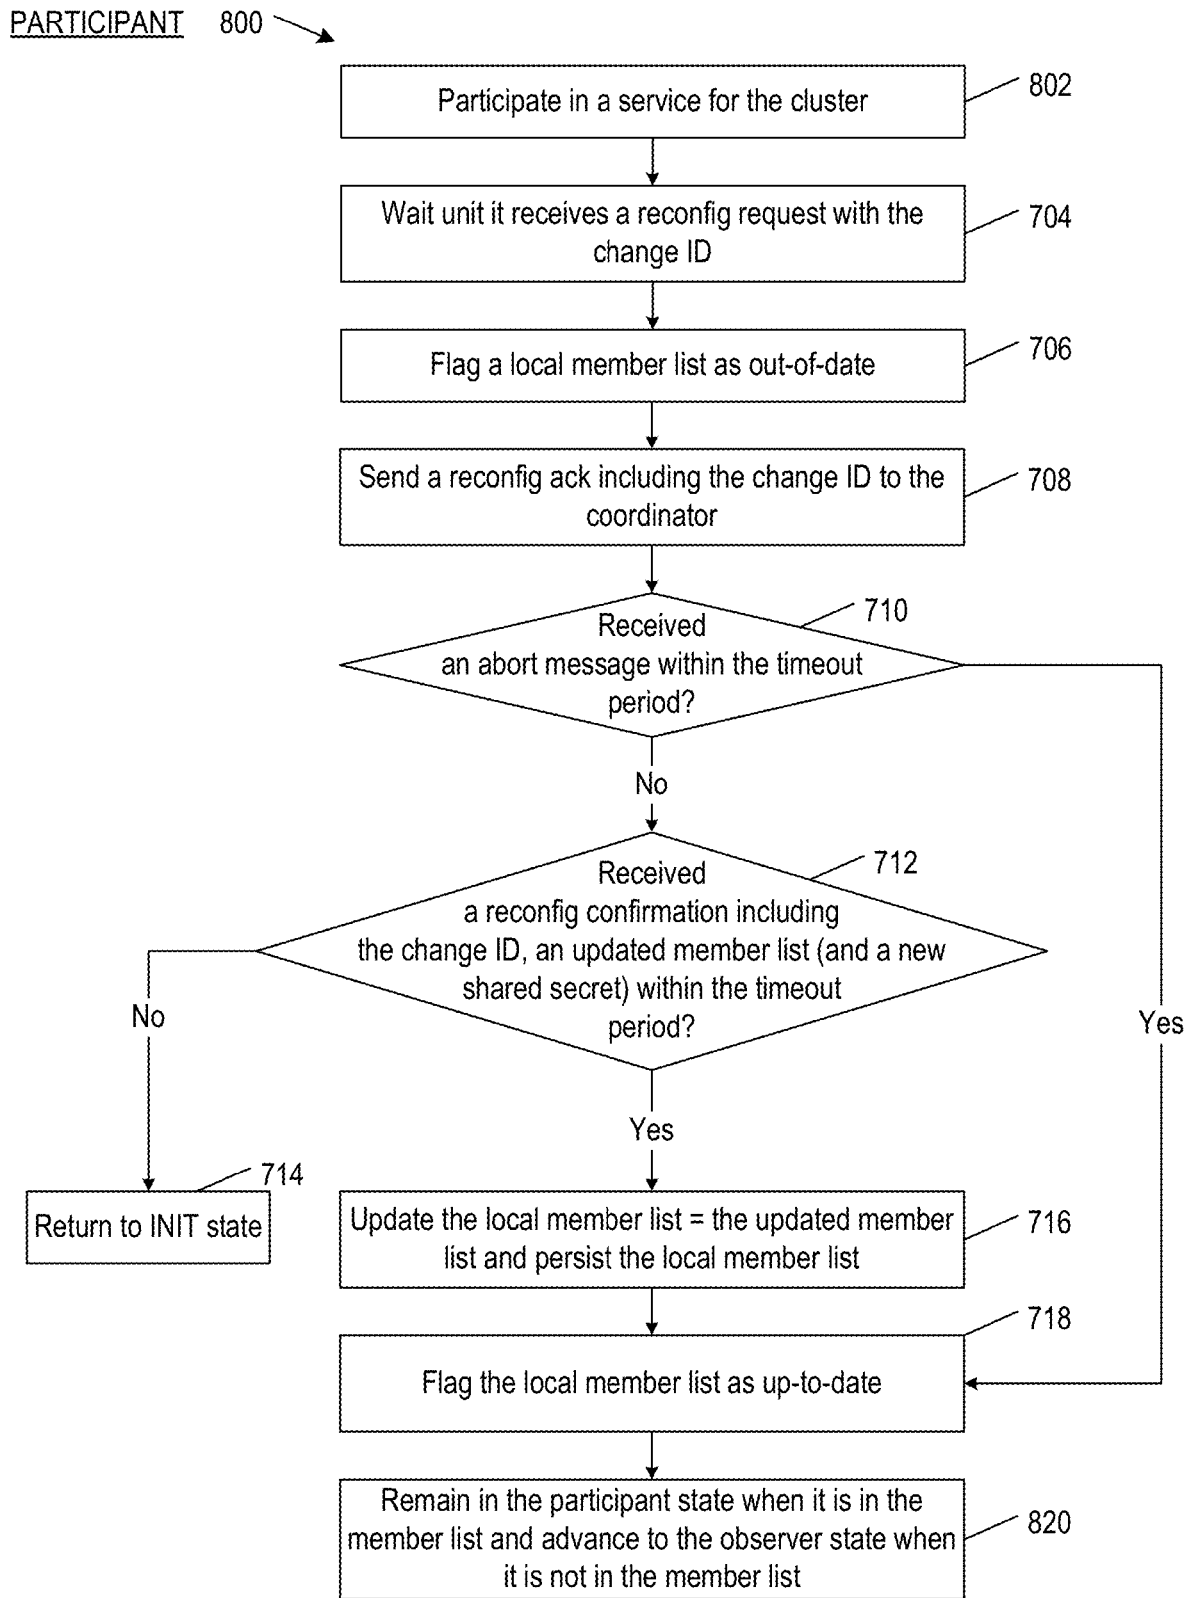 PARTICIPANT 800
Participate in a service for the cluster
802
Wait unit it receives a reconfig request with the
change ID
704
Flag a local member list as out-of-date
706
Send a reconfig ack including the change ID to the
coordinator
708
710
Received
an abort message within the timeout
period?
No
712
Received
a reconfig confirmation including
the change ID, an updated member list (and a new
shared secret) within the timeout
period?
No
Yes
Yes
714
Return to INIT state
Update the local member list = the updated member
list and persist the local member list
716
718
Flag the local member list as up-to-date
Remain in the participant state when it is in the
member list and advance to the observer state when
it is not in the member list
820